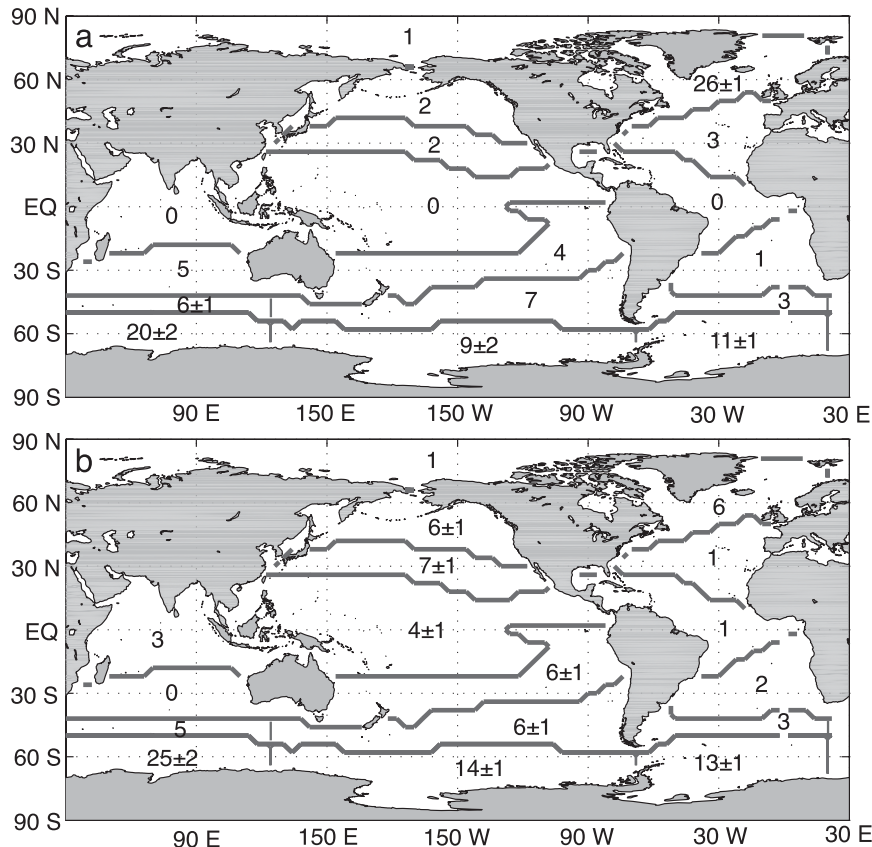 90 N
a
1
60 N
26±1
2
30 N
2
3
EQ
0
0
0
4
1
30 S
5
7
6±1
3
60 S
20±2
9±2
11±1
90 S
90 E
150 E
150 W
90 W
30 W
30 E
90 N
b
1
60 N
6±1
6
30 N
7±1
1
EQ
3
4±1
1
6±1
2
30 S
0
5
6±1
3
60 S
25±2
14±1
13±1
90 S
90 E
150 E
150 W
90 W
30 W
30 E